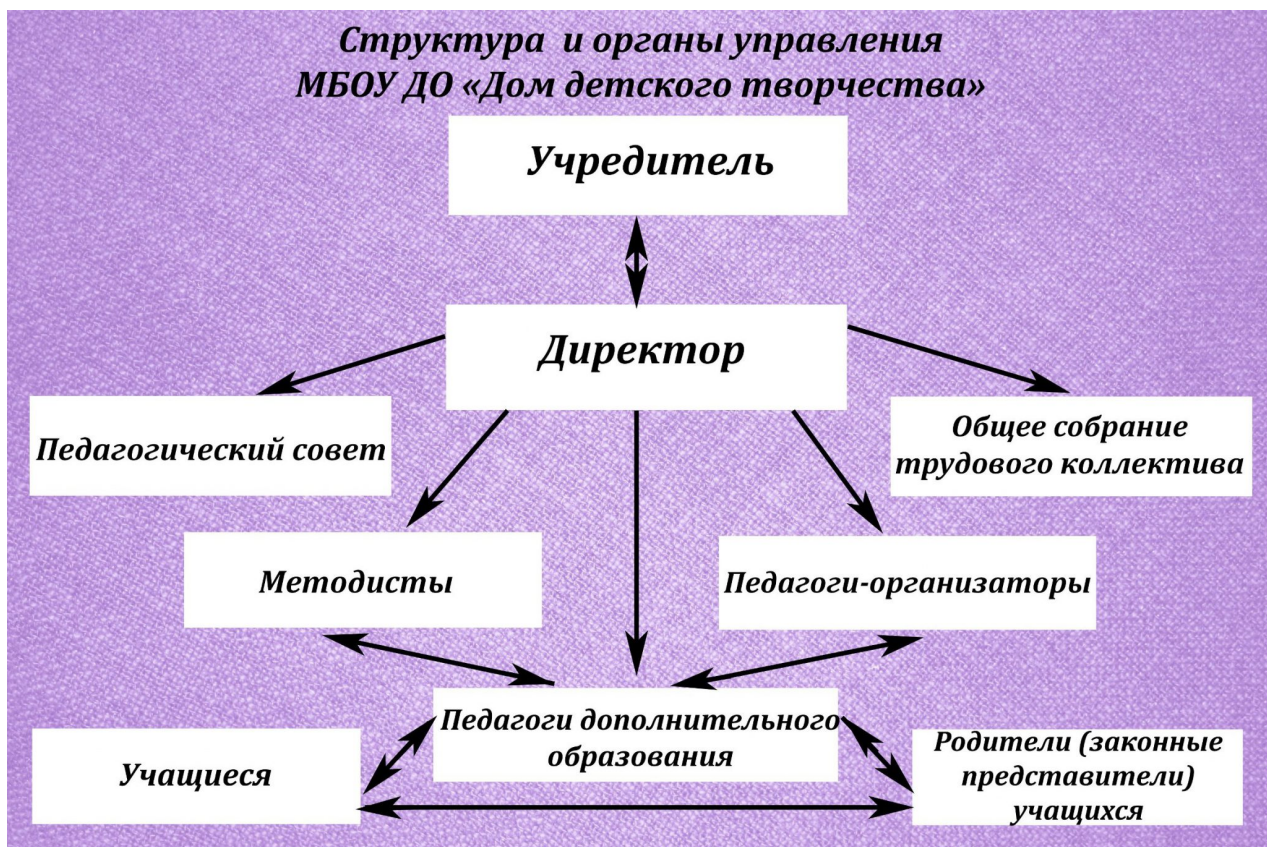 Структура и органы управления
МБОУ ДО «Дом детского творчества»
Учредитель
Директор
Педагогический совет
Общее собрание
трудового коллектива
Методисты
Педагоги-организаторы
Педагоги дополнительного
образования
Учащиеся
Родители (законные
представители)
учащихся